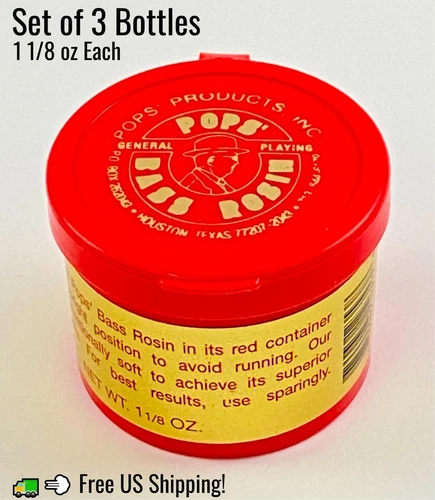 Set of 3 Bottles
1 1/8 oz Each
POPS' PRODUCTS, INC
POPS'
GENERAL PLAYING
BASS ROSIN
HOUSTON TEXAS 77207-2043
Pops' Bass Rosin in its red container
position to avoid running. Our
soft to achieve its superior
For best results, use sparingly.
NET WT. 1 1/8 OZ.
Free US Shipping!